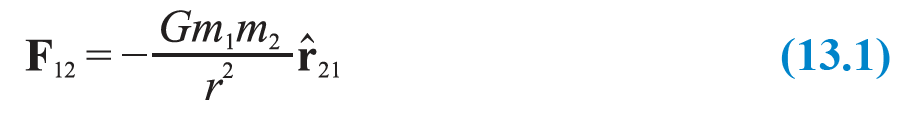 F₁₂ = −Gm₁m₂/r² r̂₂₁ (13.1)